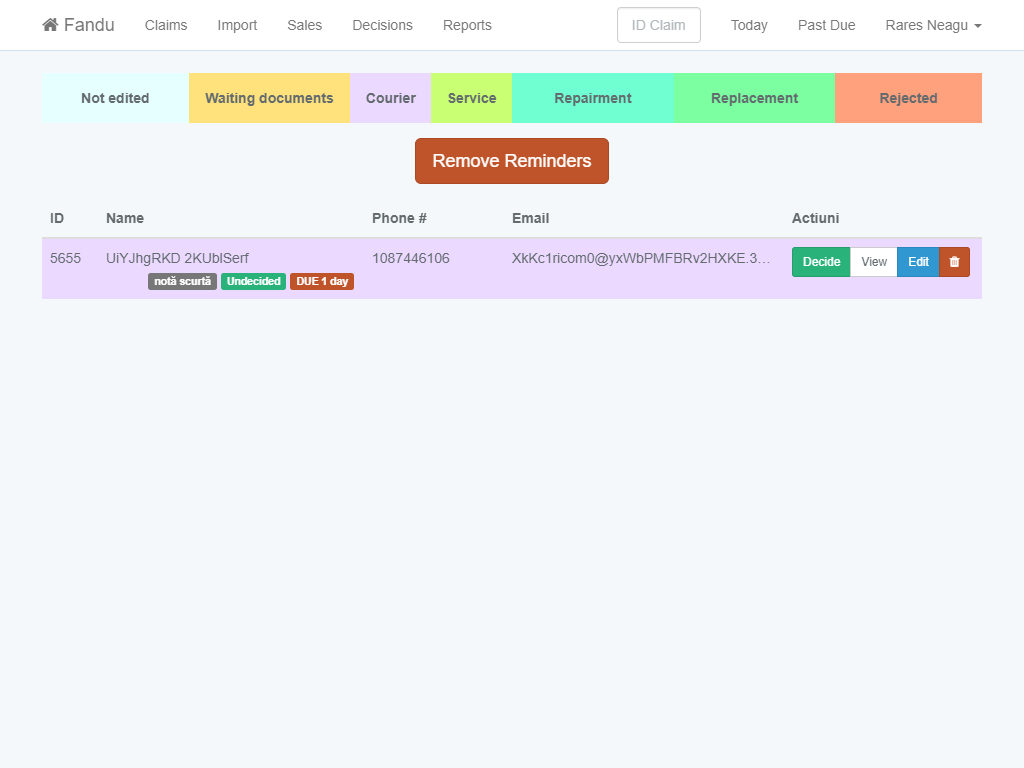 Fandu Claims Import Sales Decisions Reports ID Claim Today Past Due Rares Neagu
Not edited Waiting documents Courier Service Repairment Replacement Rejected
Remove Reminders
ID Name Phone # Email Actiuni
5655 UiYJhgRKD 2KUblSerf 1087446106 XkKc1ricom0@yxWbPMFBRv2HXKE.3... Decide View Edit
notă scurtă Undecided DUE 1 day